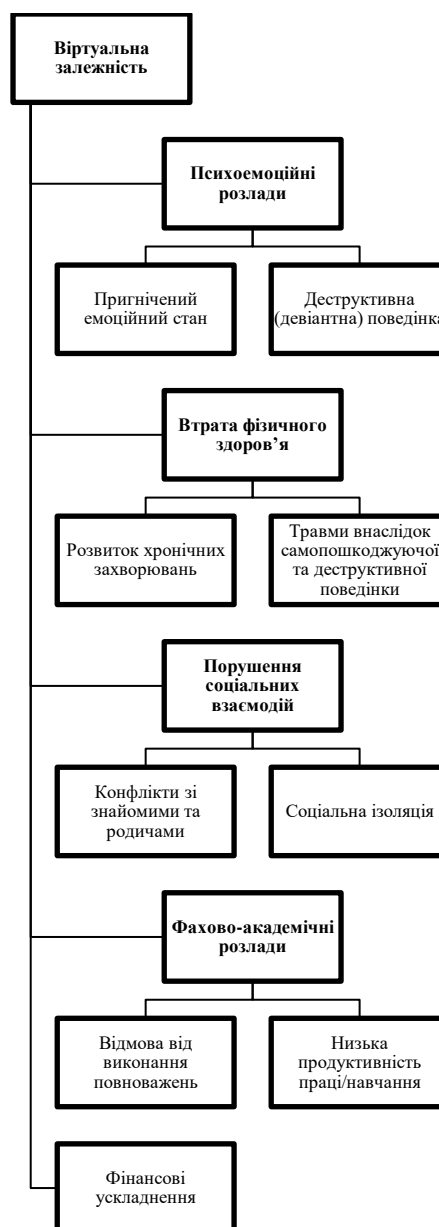 Віртуальна
залежність
Психоемоційні
розлади
Пригнічений
емоційний стан
Деструктивна
(девіантна) поведінка
Втрата фізичного
здоров’я
Розвиток хронічних
захворювань
Травми внаслідок
самопошкоджуючої
та деструктивної
поведінки
Порушення
соціальних
взаємодій
Конфлікти зі
знайомими та
родичами
Соціальна ізоляція
Фахово-академічні
розлади
Відмова від
виконання
повноважень
Низька
продуктивність
праці/навчання
Фінансові
ускладнення